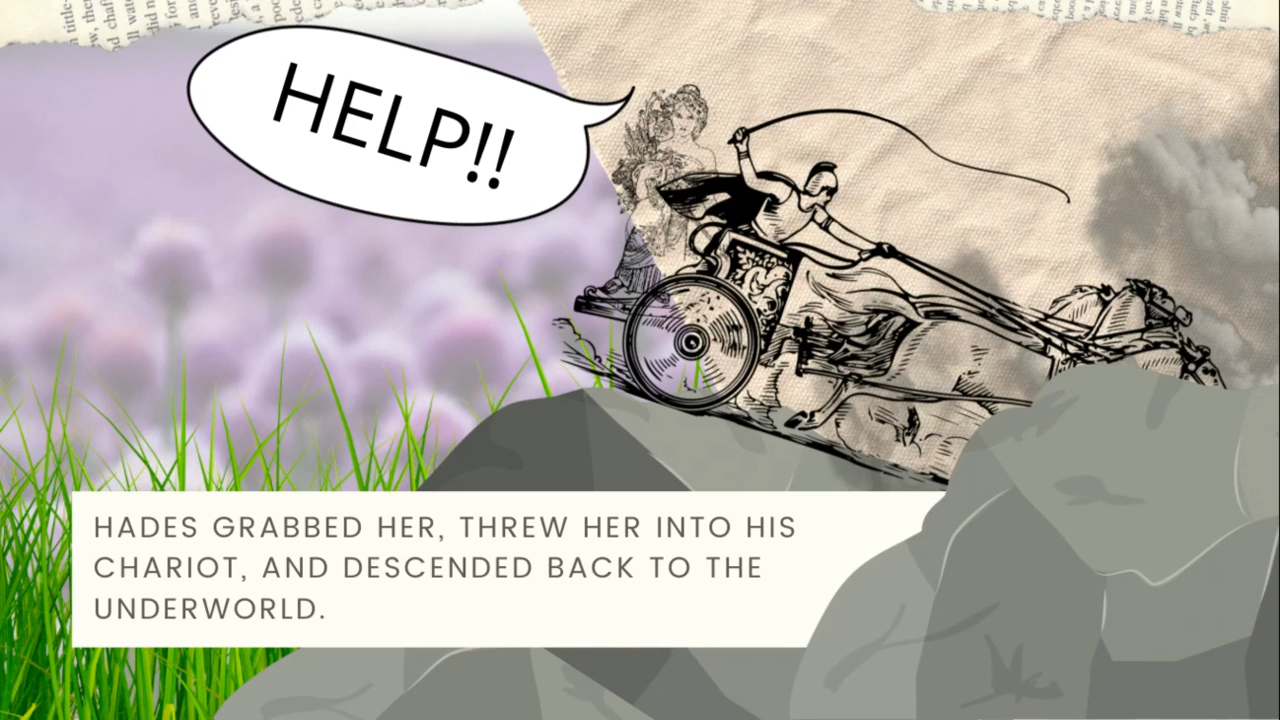 HELP!!
HADES GRABBED HER, THREW HER INTO HIS
CHARIOT, AND DESCENDED BACK TO THE
UNDERWORLD.